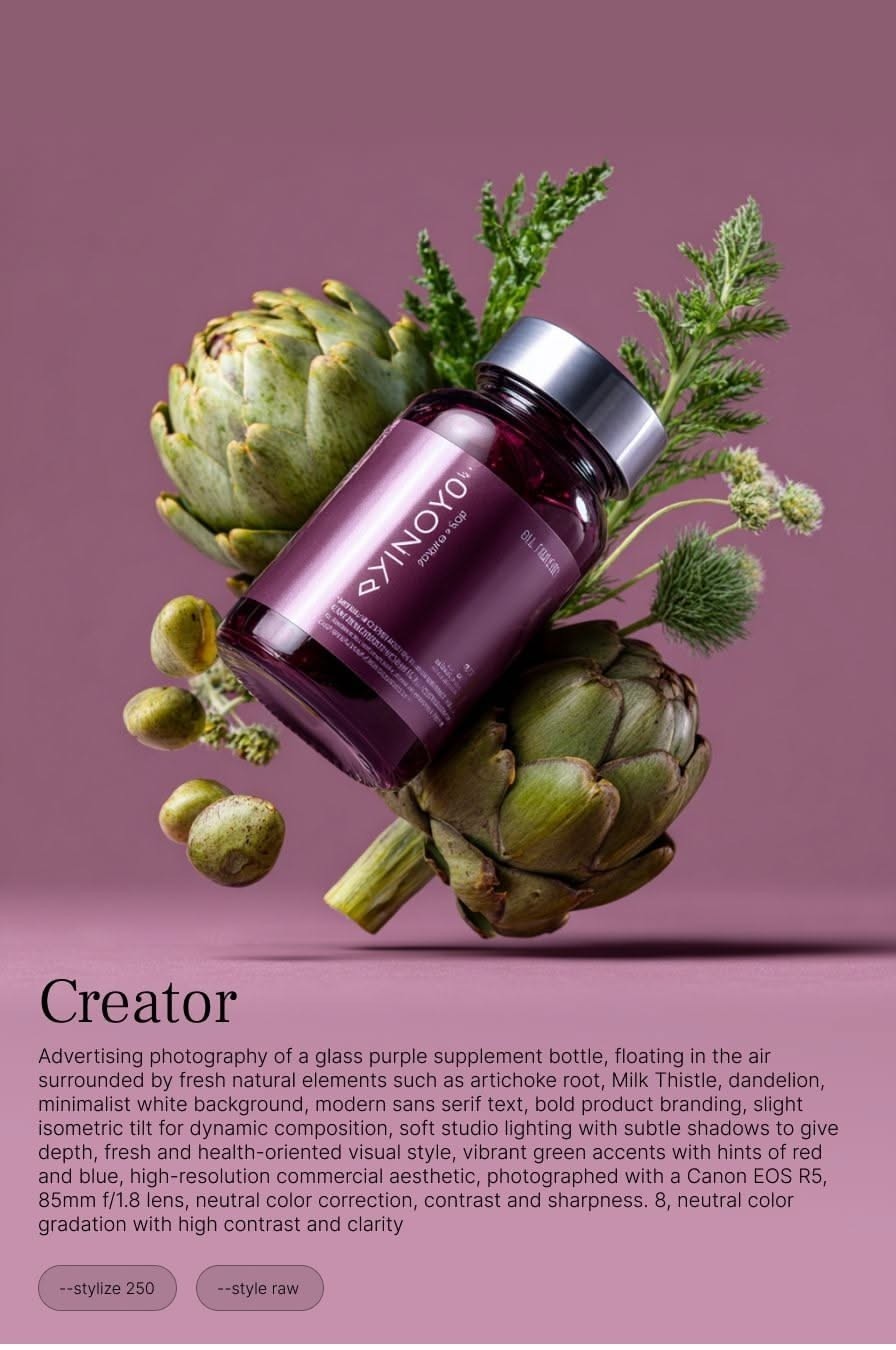 Creator
Advertising photography of a glass purple supplement bottle, floating in the air
surrounded by fresh natural elements such as artichoke root, Milk Thistle, dandelion,
minimalist white background, modern sans serif text, bold product branding, slight
isometric tilt for dynamic composition, soft studio lighting with subtle shadows to give
depth, fresh and health-oriented visual style, vibrant green accents with hints of red
and blue, high-resolution commercial aesthetic, photographed with a Canon EOS R5,
85mm f/1.8 lens, neutral color correction, contrast and sharpness. 8, neutral color
gradation with high contrast and clarity
--stylize 250
--style raw